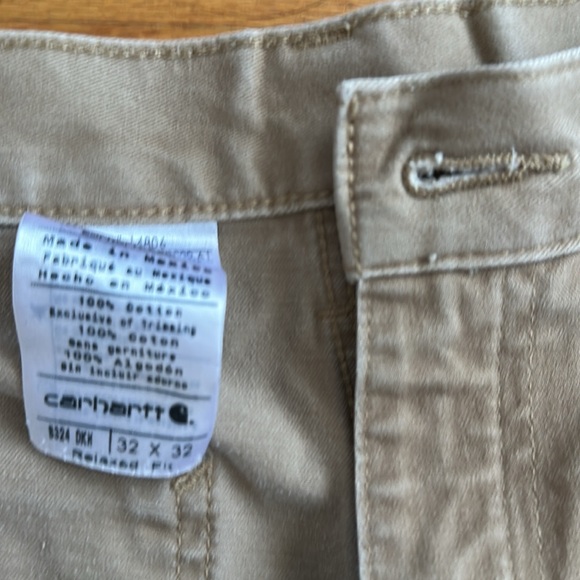 Made in Mexico
Fabriqué au Mexique
Hecho en México
100% Cotton
Exclusive of Trimming
100% Coton
Sans garniture
100% Algodón
Sin incluir adorno
carhartt
B324 DKH 32 X 32
Relaxed Fit